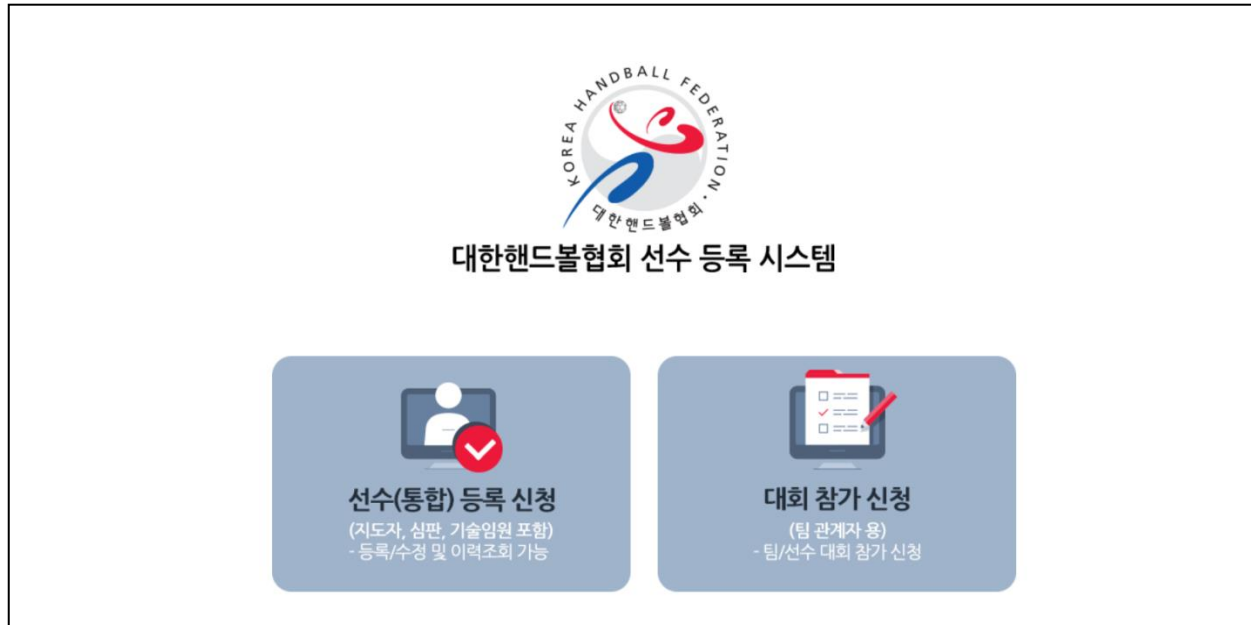 KOREA HANDBALL FEDERATION ·
대한핸드볼협회
대한핸드볼협회 선수 등록 시스템
선수(통합) 등록 신청
(지도자, 심판, 기술임원 포함)
- 등록/수정 및 이력조회 가능
대회 참가 신청
(팀 관계자 용)
- 팀/선수 대회 참가 신청